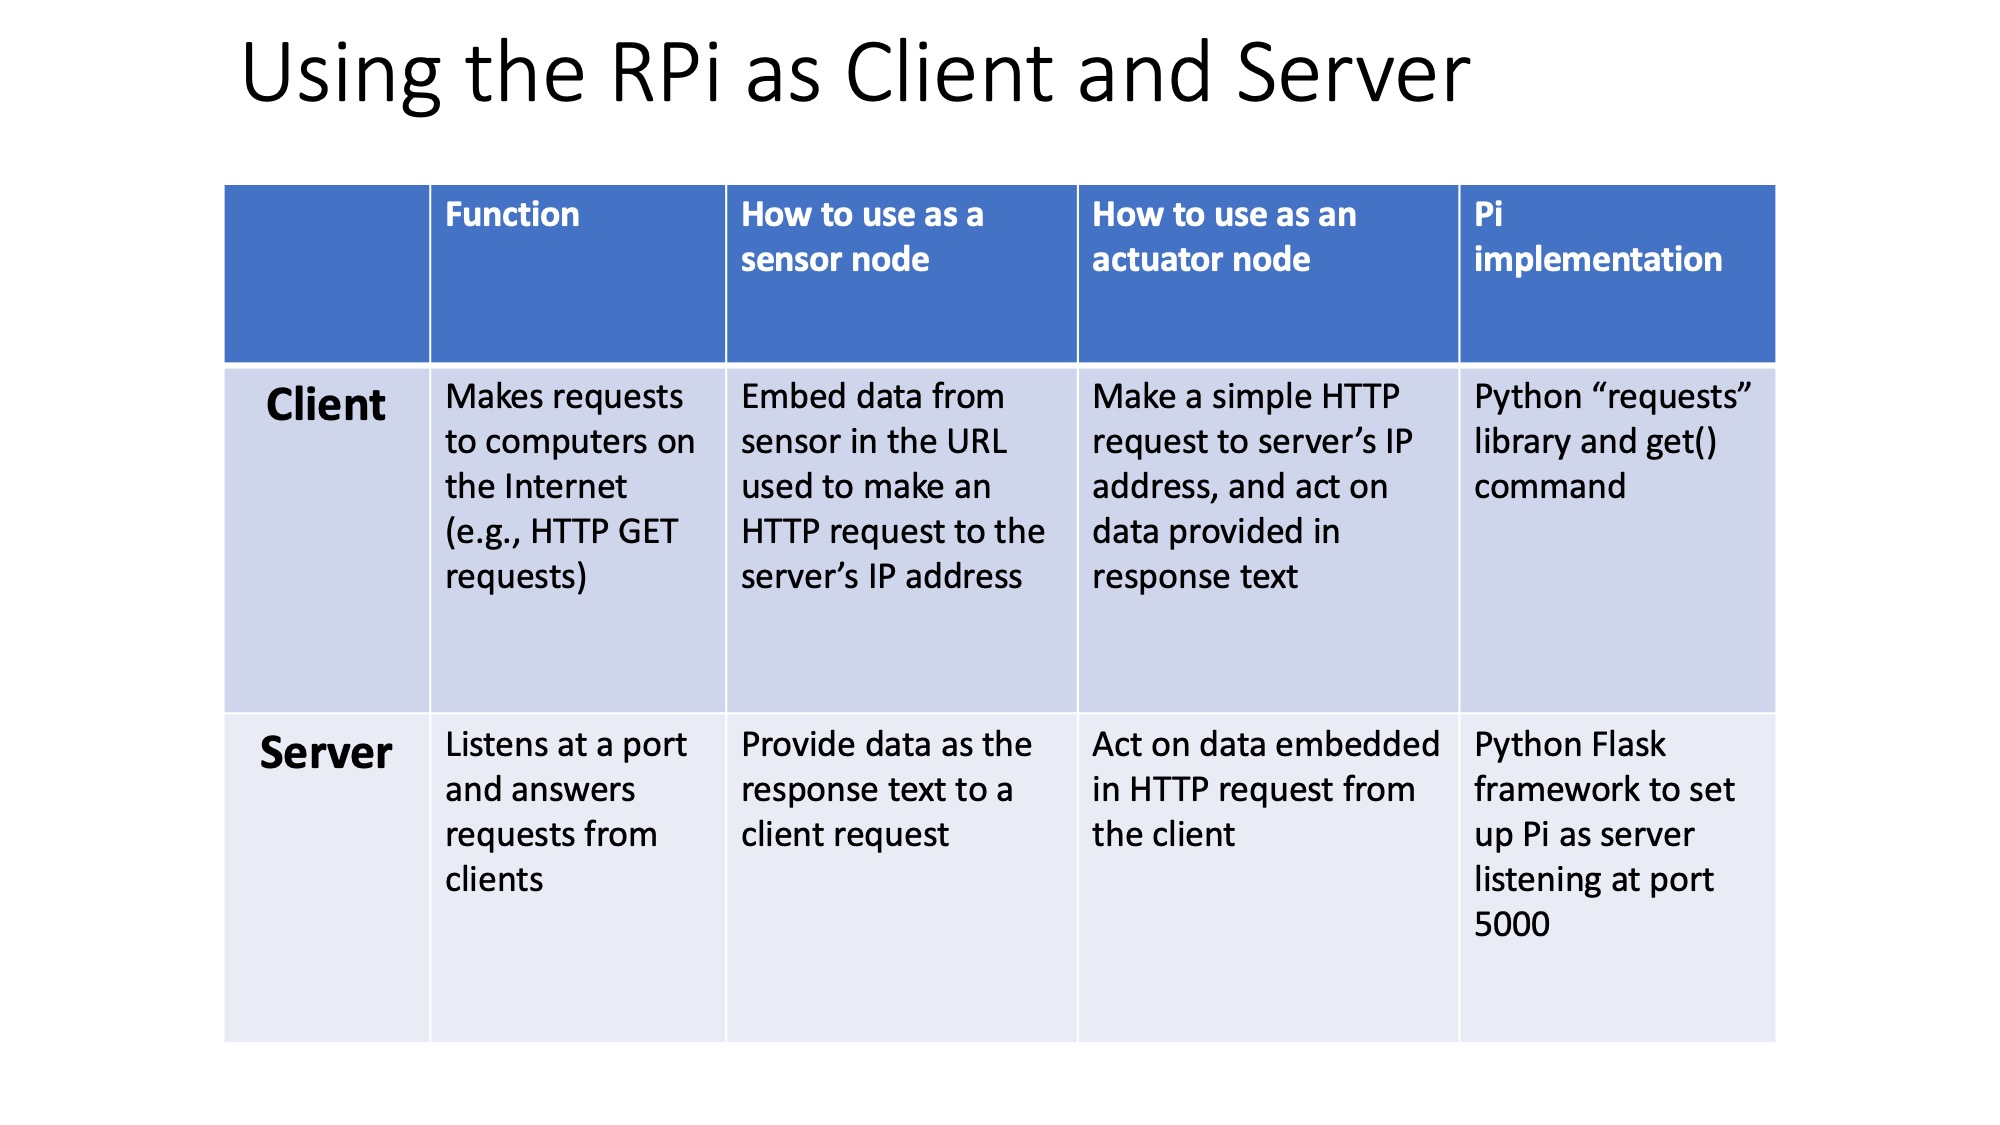 Using the RPi as Client and Server
Function
How to use as a
sensor node
How to use as an
actuator node
Pi
implementation
Client
Makes requests
to computers on
the Internet
(e.g., HTTP GET
requests)
Embed data from
sensor in the URL
used to make an
HTTP request to the
server’s IP address
Make a simple HTTP
request to server’s IP
address, and act on
data provided in
response text
Python “requests”
library and get()
command
Server
Listens at a port
and answers
requests from
clients
Provide data as the
response text to a
client request
Act on data embedded
in HTTP request from
the client
Python Flask
framework to set
up Pi as server
listening at port
5000